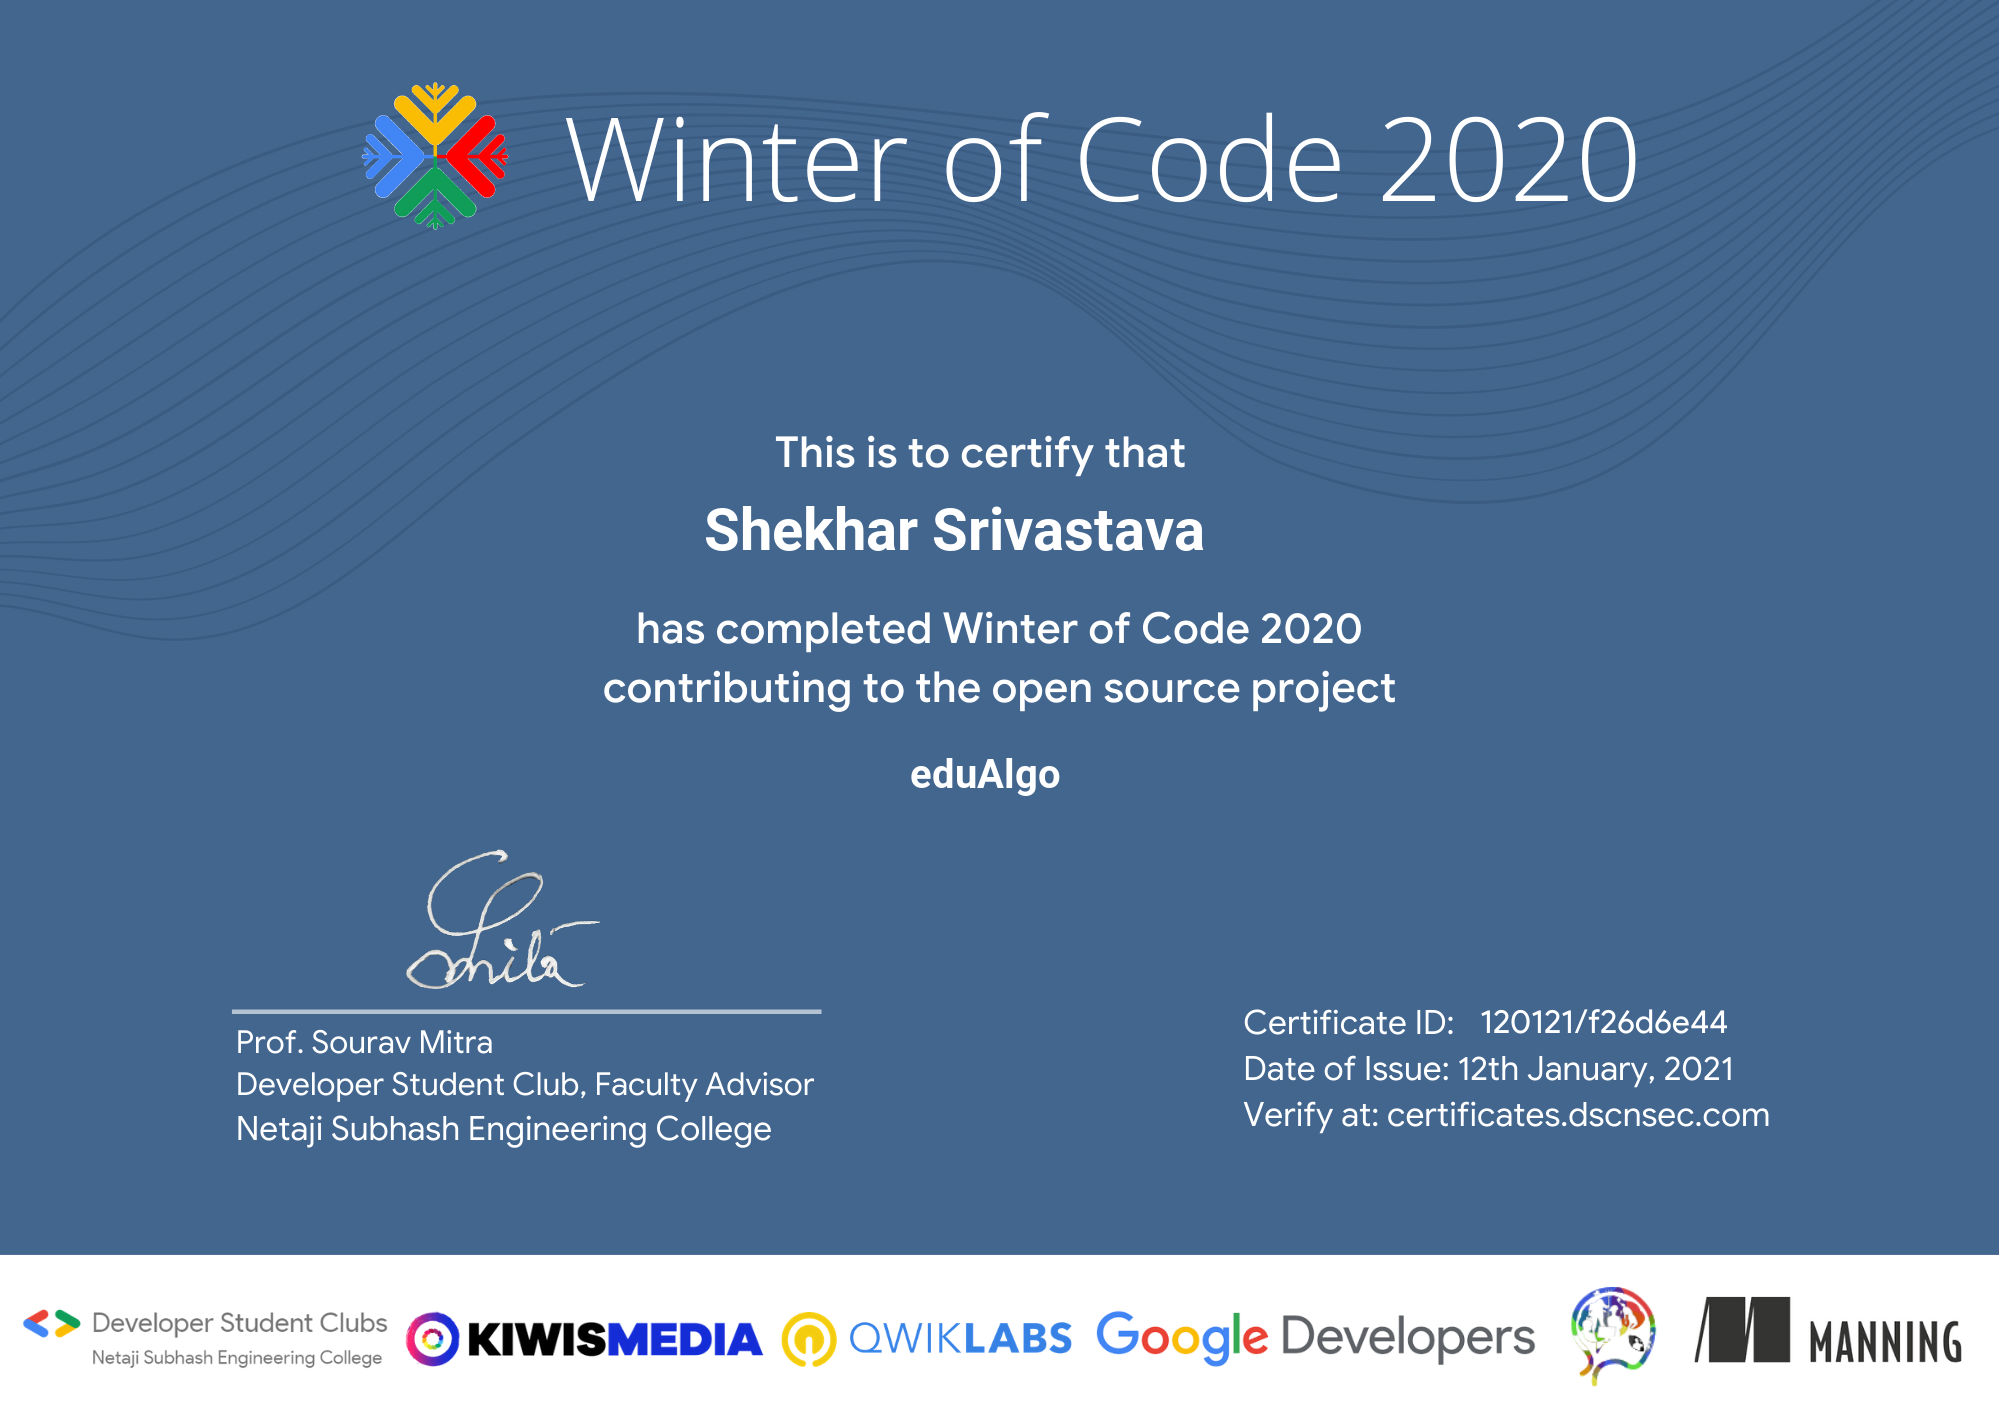 Winter of Code 2020
This is to certify that
Shekhar Srivastava
has completed Winter of Code 2020
contributing to the open source project
eduAlgo
Prof. Sourav Mitra
Developer Student Club, Faculty Advisor
Netaji Subhash Engineering College
Certificate ID: 120121/f26d6e44
Date of Issue: 12th January, 2021
Verify at: certificates.dscnsec.com
Developer Student Clubs
Netaji Subhash Engineering College
KIWISMEDIA
QWIKLABS
Google Developers
MANNING